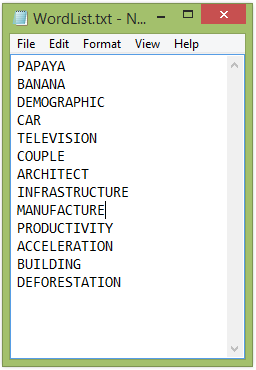 WordList.txt - N...
File Edit Format View Help
PAPAYA
BANANA
DEMOGRAPHIC
CAR
TELEVISION
COUPLE
ARCHITECT
INFRASTRUCTURE
MANUFACTURE
PRODUCTIVITY
ACCELERATION
BUILDING
DEFORESTATION